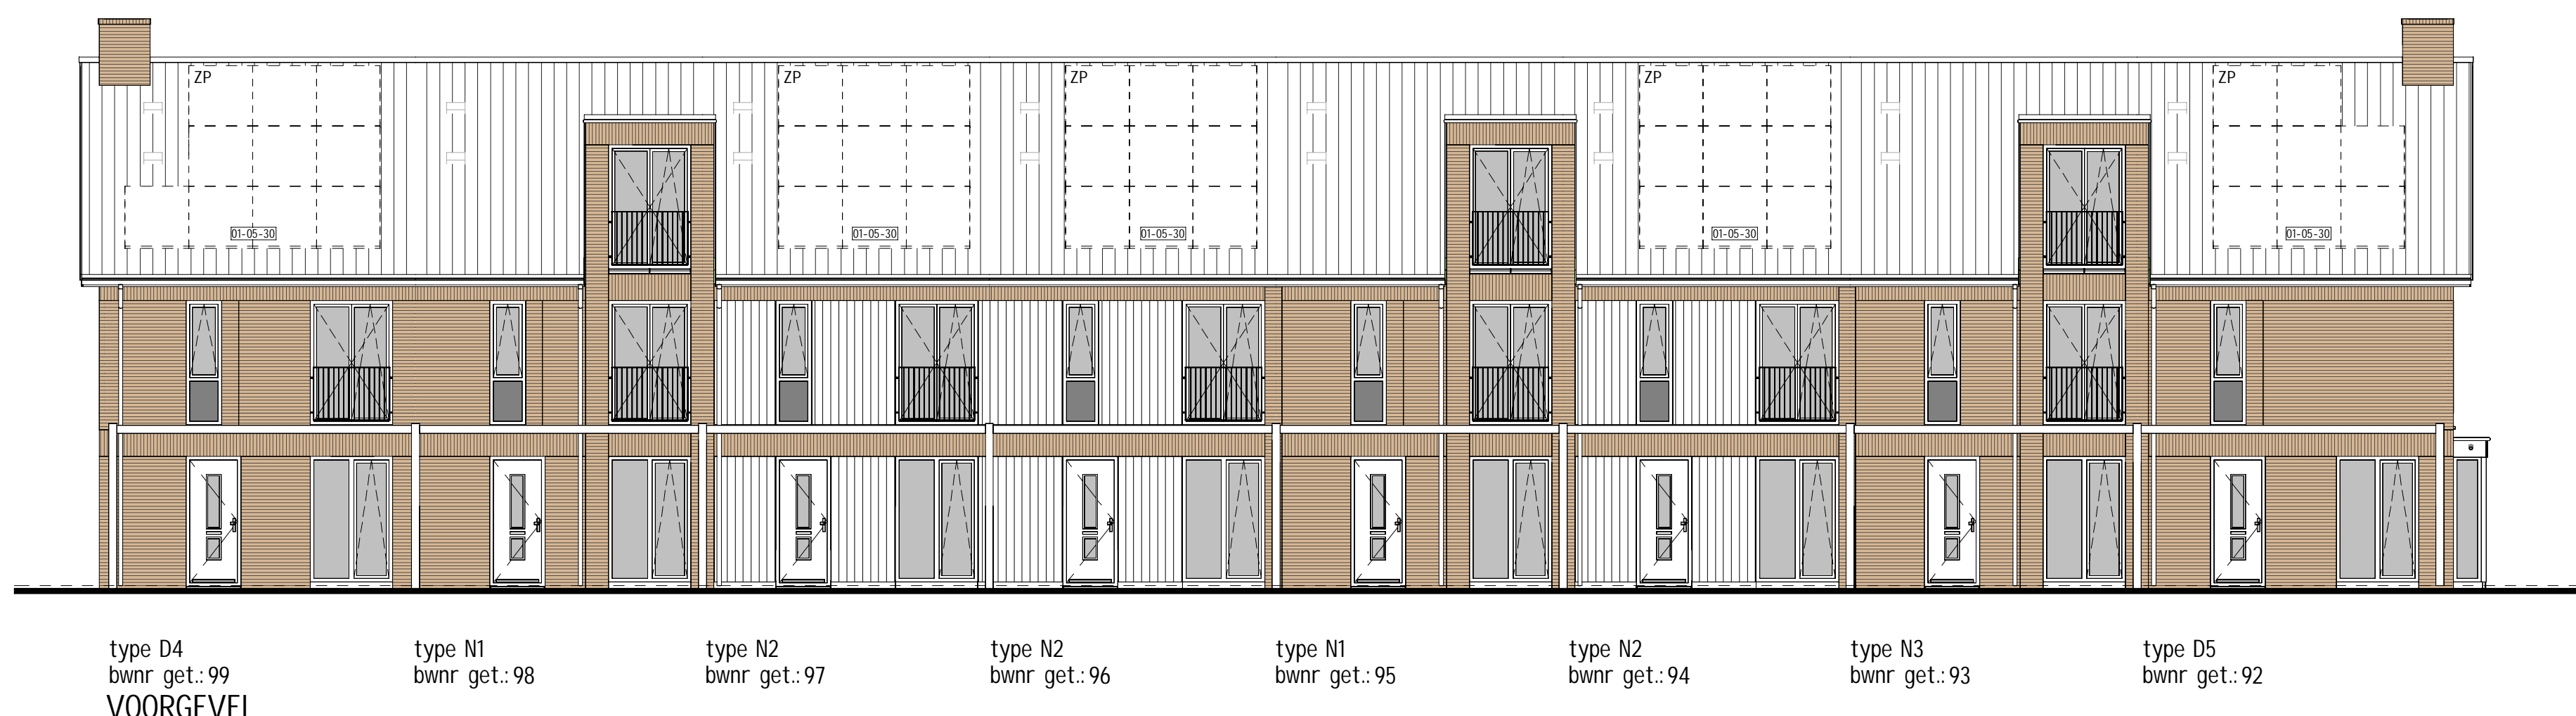 ZP
ZP
ZP
ZP
ZP
01-05-30
01-05-30
01-05-30
01-05-30
01-05-30
type D4
bwnr get.: 99
type N1
bwnr get.: 98
type N2
bwnr get.: 97
type N2
bwnr get.: 96
type N1
bwnr get.: 95
type N2
bwnr get.: 94
type N3
bwnr get.: 93
type D5
bwnr get.: 92
VOORGEVEL